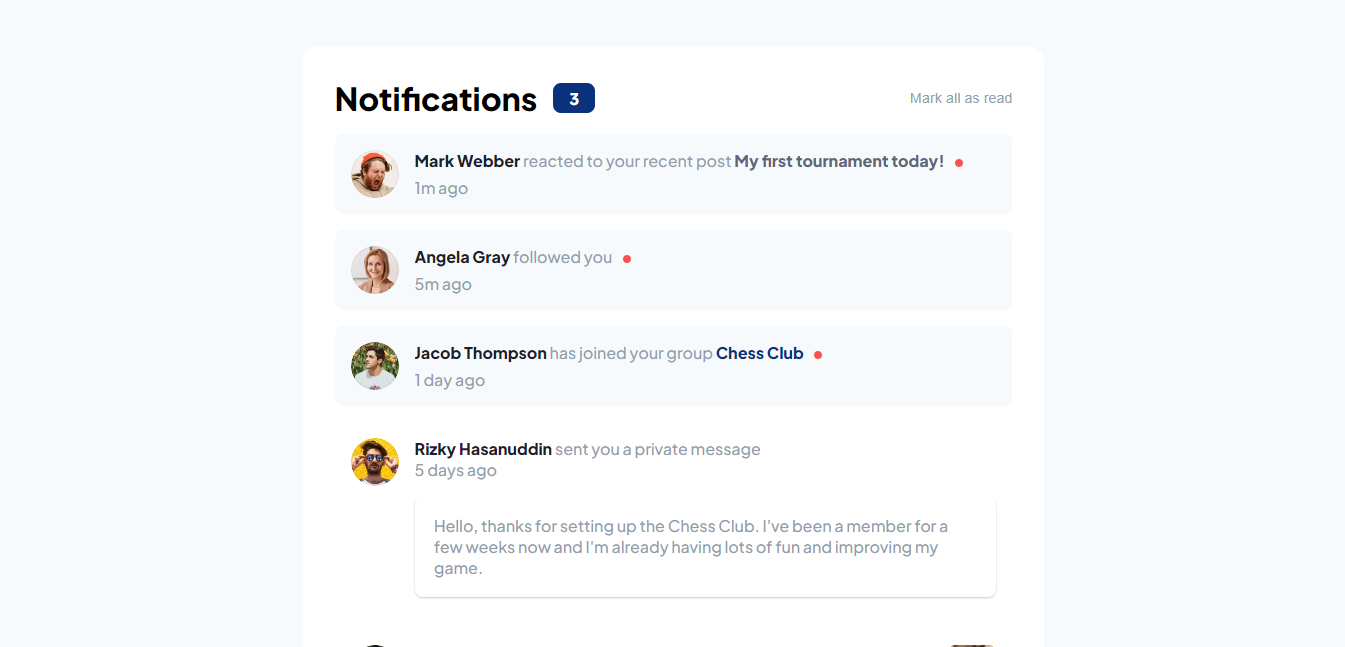 Notifications 3 Mark all as read
Mark Webber reacted to your recent post My first tournament today!
1m ago
Angela Gray followed you
5m ago
Jacob Thompson has joined your group Chess Club
1 day ago
Rizky Hasanuddin sent you a private message
5 days ago
Hello, thanks for setting up the Chess Club. I've been a member for a
few weeks now and I'm already having lots of fun and improving my
game.